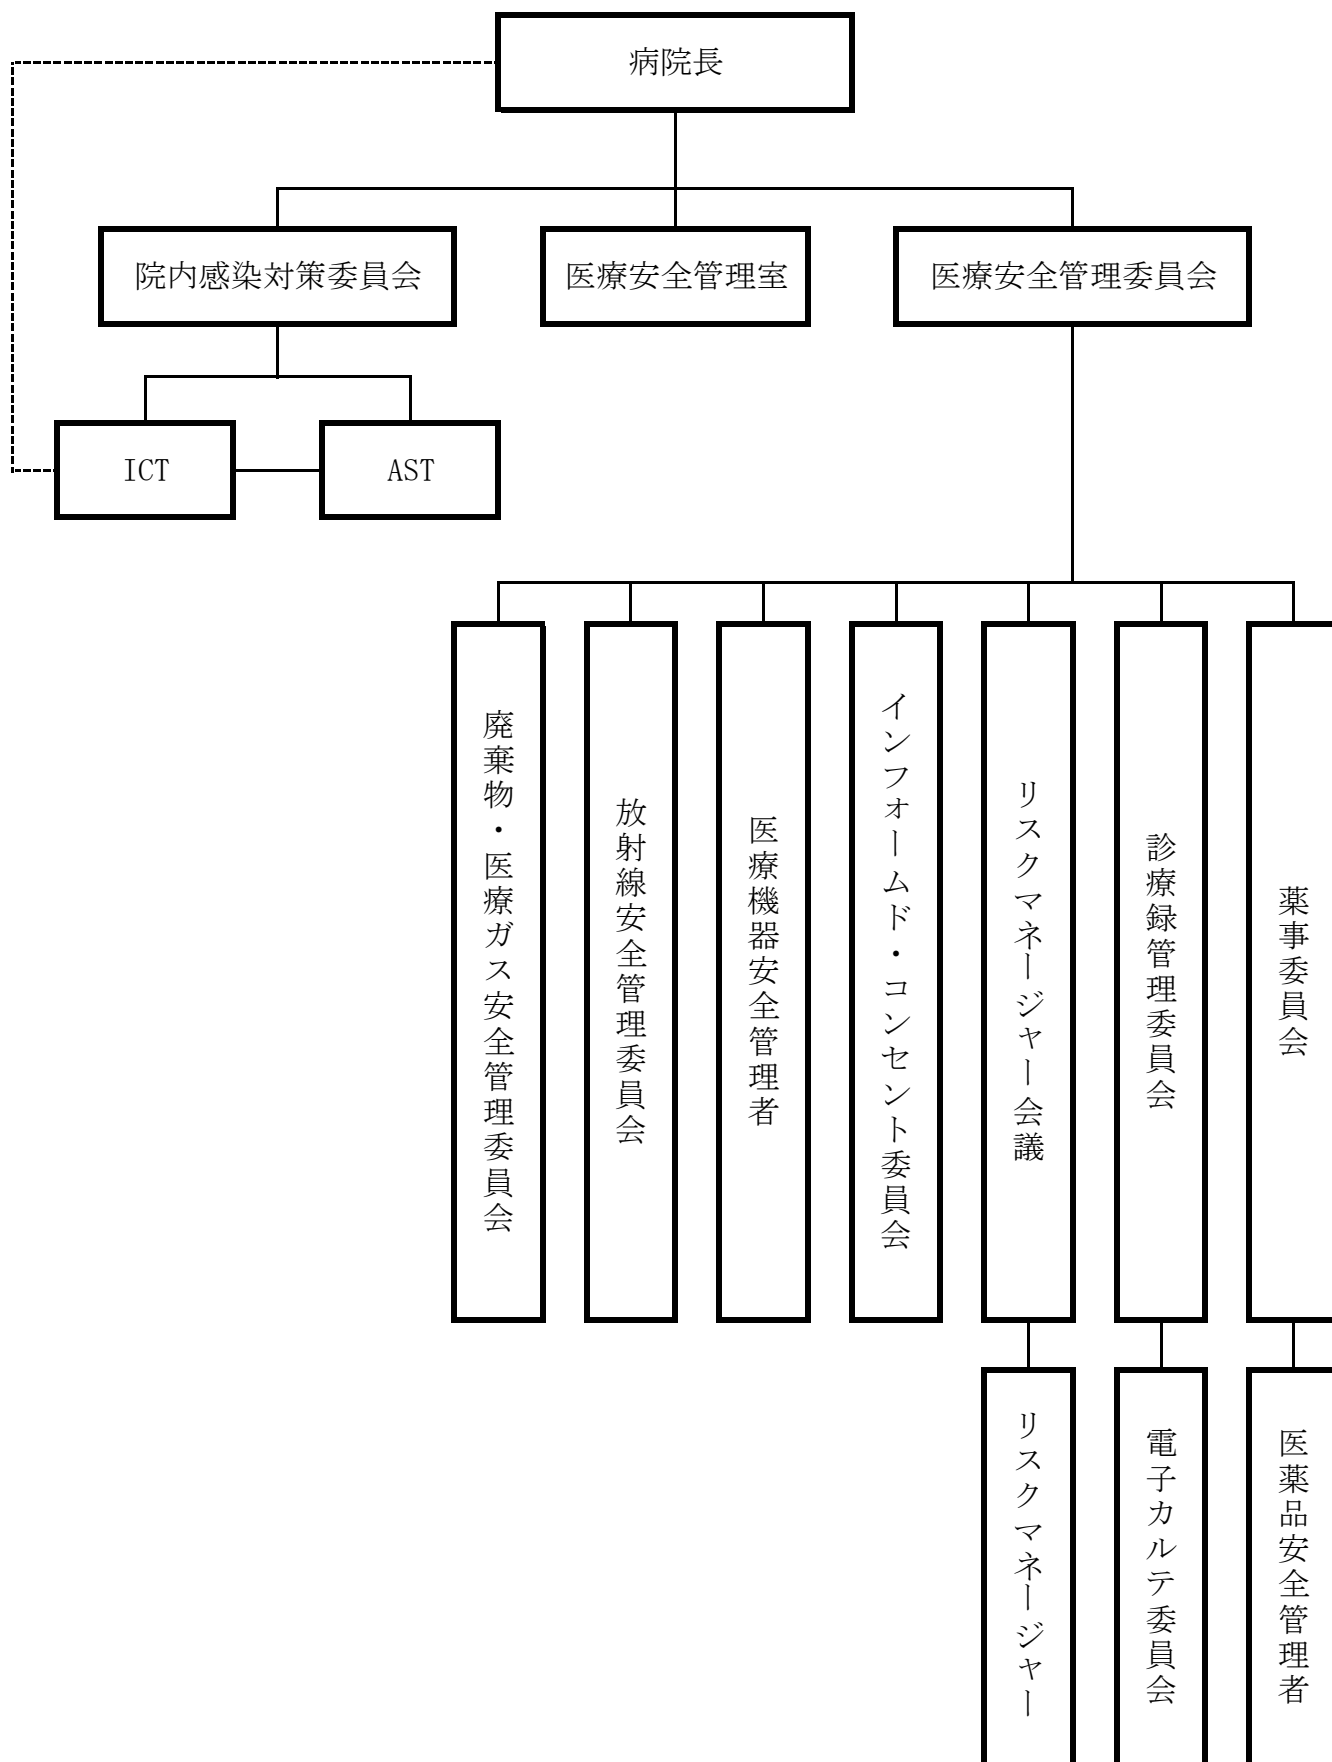 病院長
院内感染対策委員会
医療安全管理室
医療安全管理委員会
ICT
AST
廃棄物・医療ガス安全管理委員会
放射線安全管理委員会
医療機器安全管理者
インフォームド・コンセント委員会
リスクマネージャー会議
診療録管理委員会
薬事委員会
リスクマネージャー
電子カルテ委員会
医薬品安全管理者